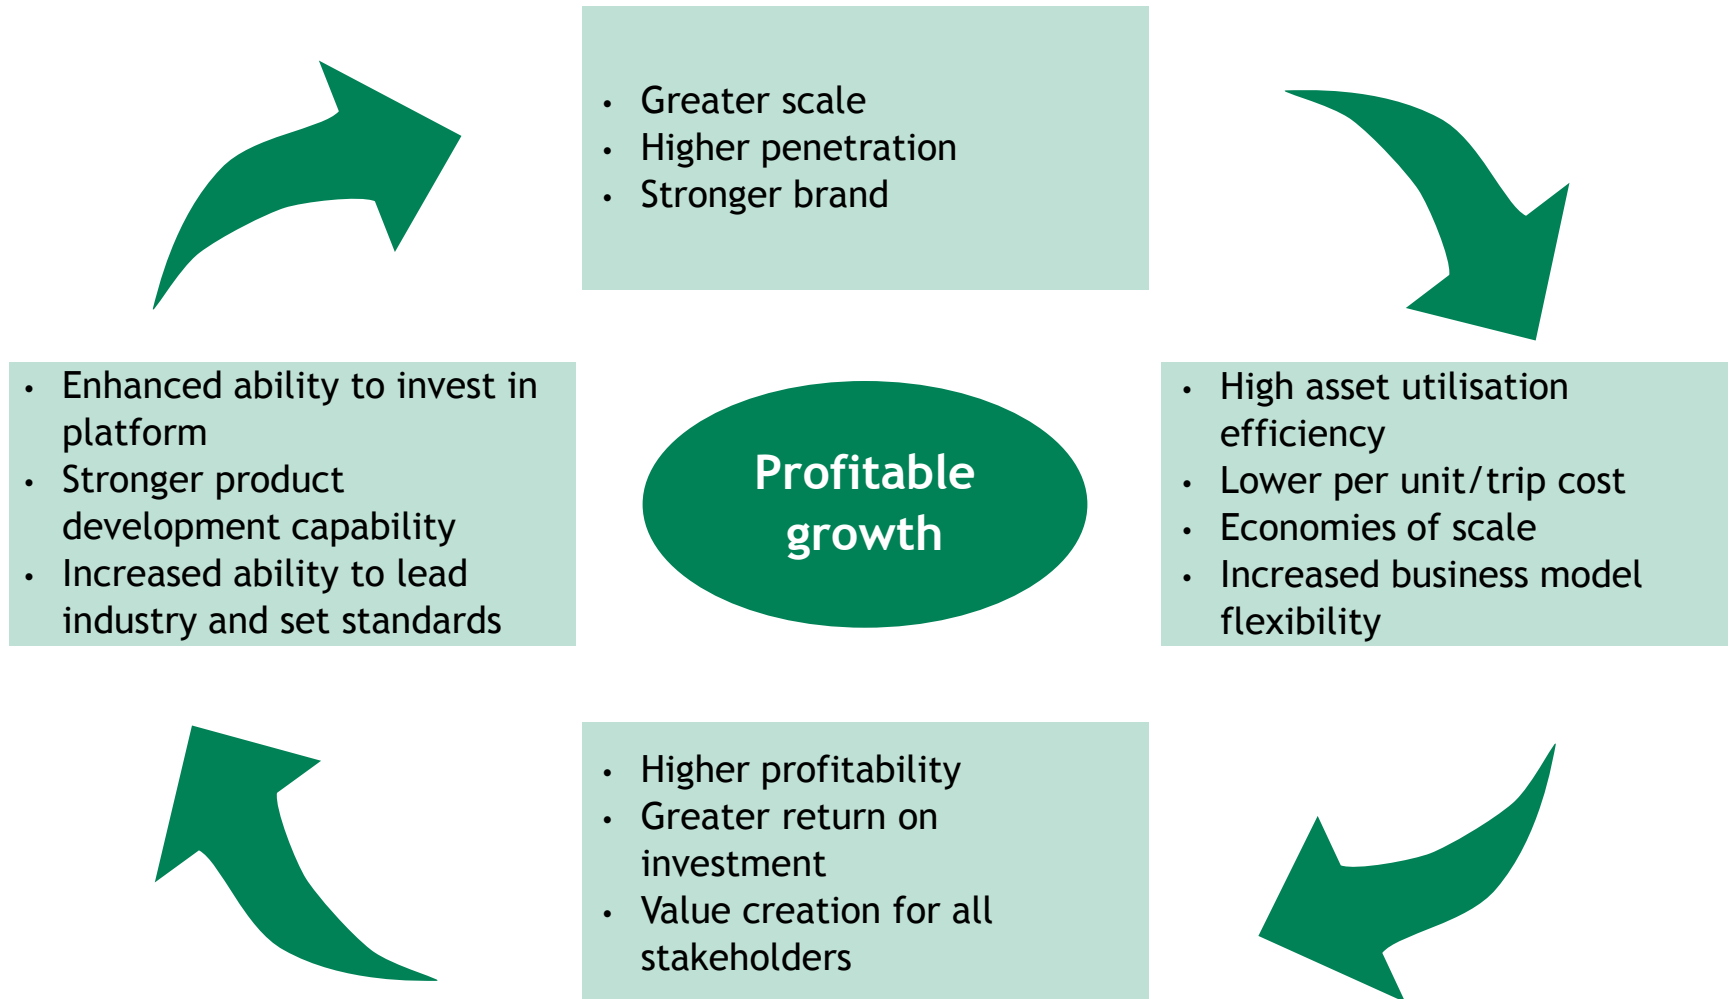 • Greater scale
• Higher penetration
• Stronger brand
• Enhanced ability to invest in
platform
• Stronger product
development capability
• Increased ability to lead
industry and set standards
Profitable
growth
• High asset utilisation
efficiency
• Lower per unit/trip cost
• Economies of scale
• Increased business model
flexibility
• Higher profitability
• Greater return on
investment
• Value creation for all
stakeholders